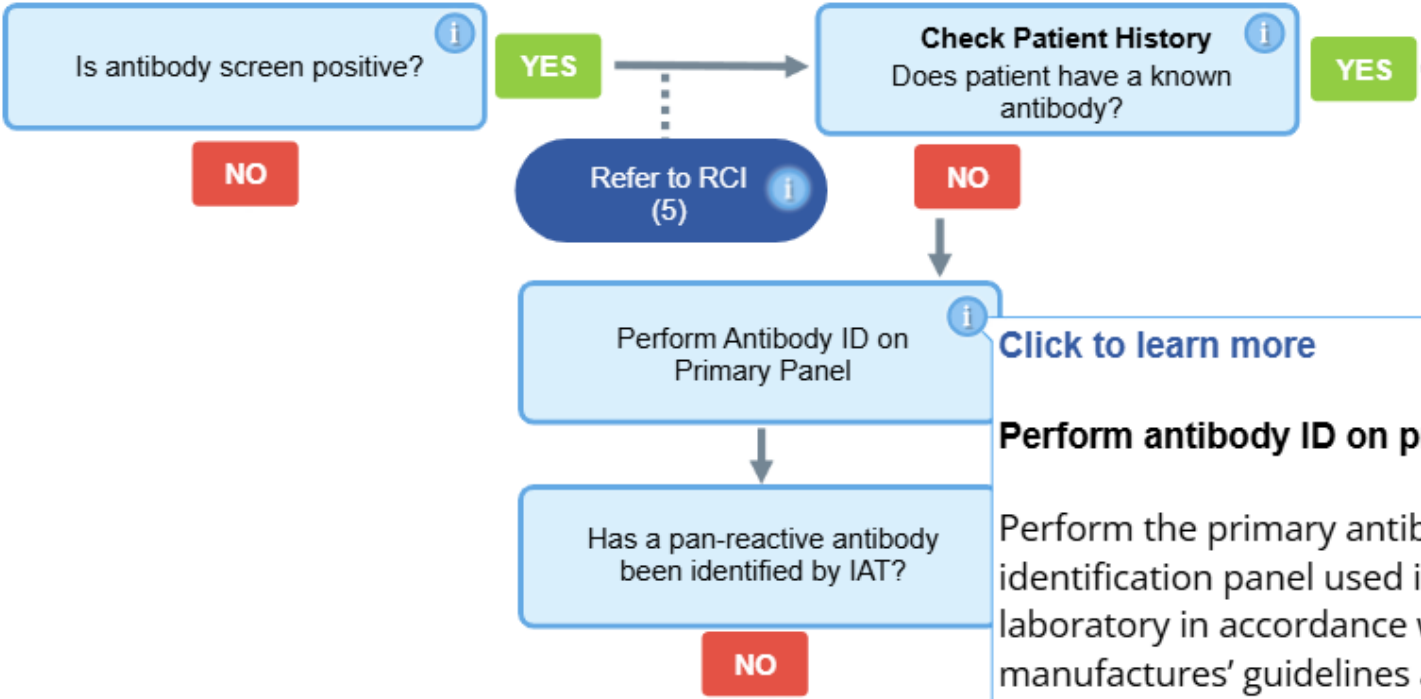 Is antibody screen positive?
YES
Check Patient History
Does patient have a known
antibody?
YES
NO
Refer to RCI
(5)
NO
Perform Antibody ID on
Primary Panel
Click to learn more
Perform antibody ID on p
Has a pan-reactive antibody
been identified by IAT?
Perform the primary antib
identification panel used i
laboratory in accordance
manufactures’ guidelines
NO